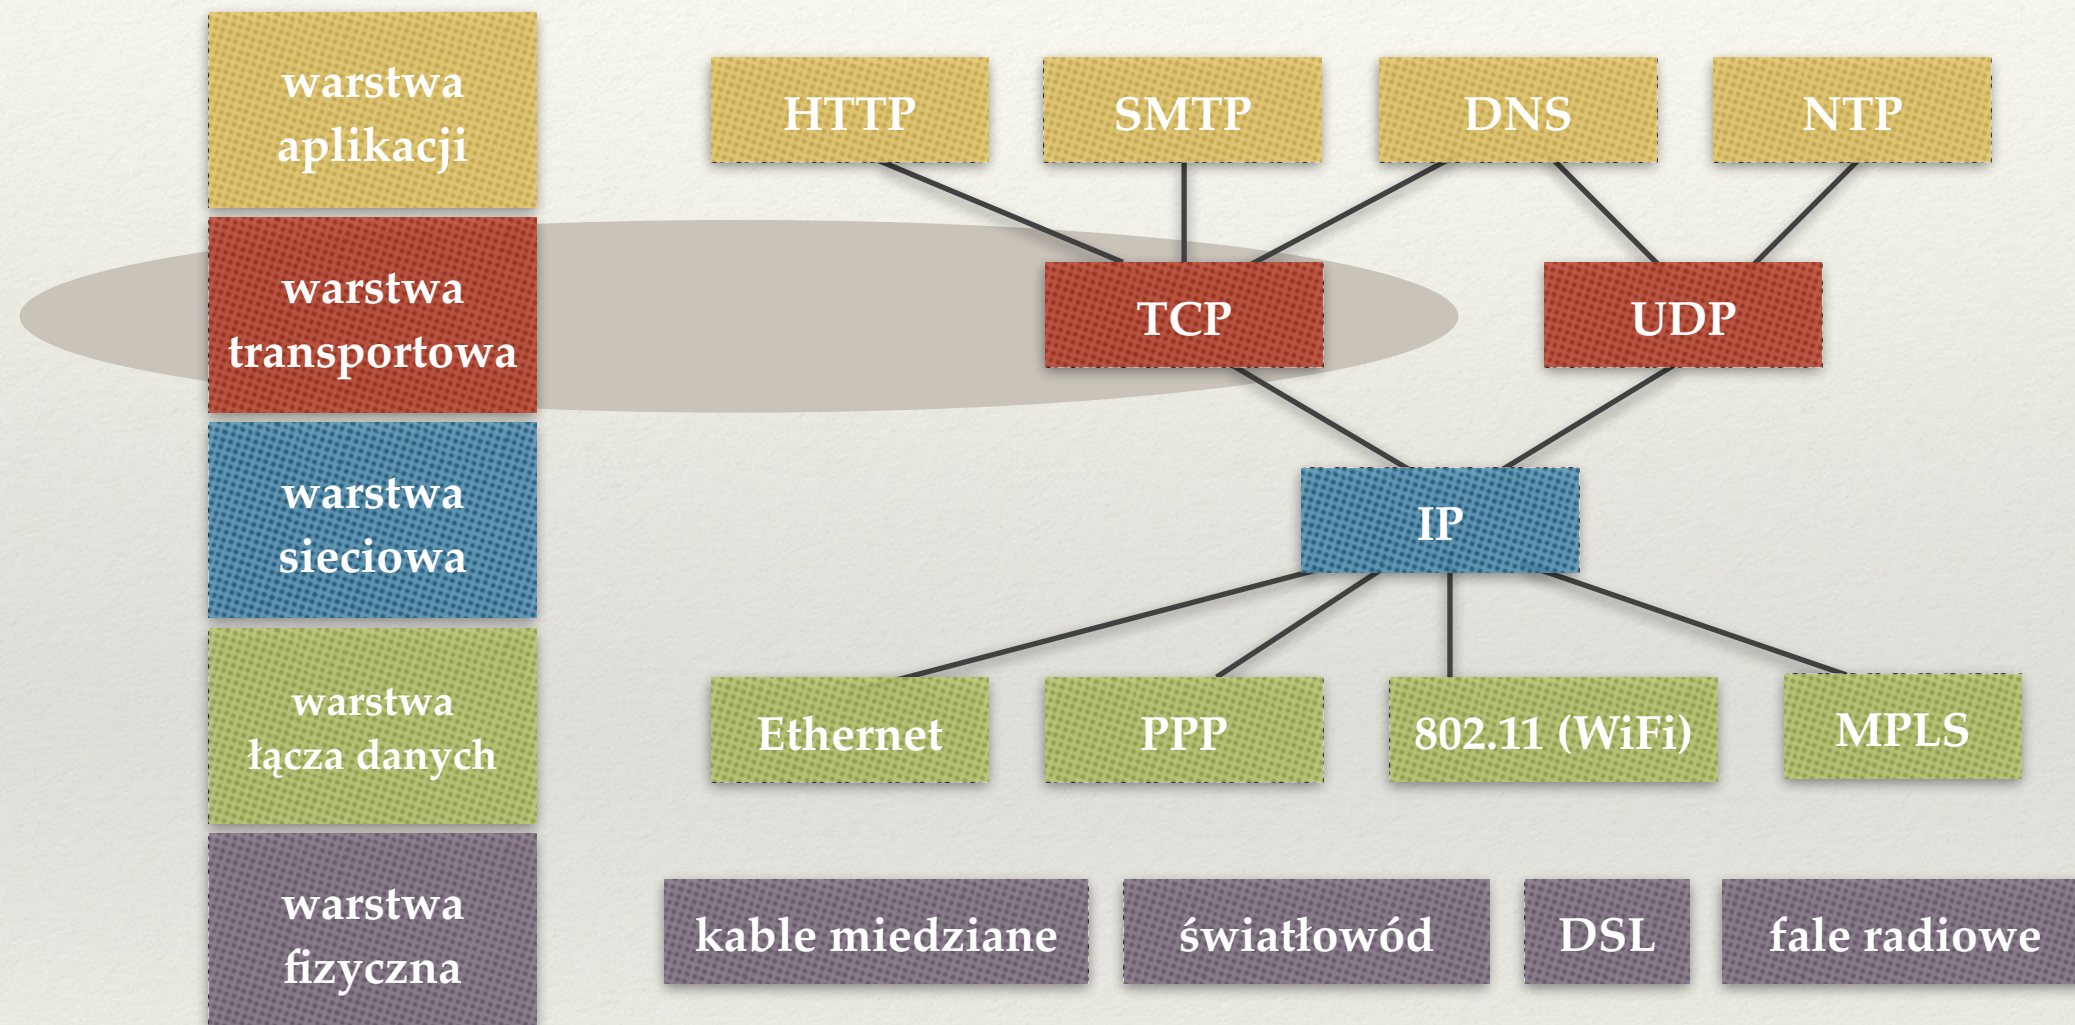 warstwa
aplikacji
HTTP
SMTP
DNS
NTP
warstwa
transportowa
TCP
UDP
warstwa
sieciowa
IP
warstwa
łącza danych
Ethernet
PPP
802.11 (WiFi)
MPLS
warstwa
fizyczna
kable miedziane
światłowód
DSL
fale radiowe